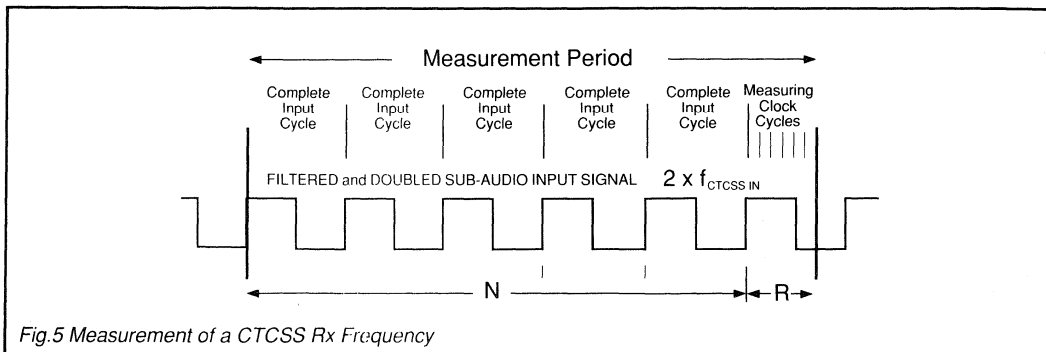 Measurement Period
Complete Input Cycle
Complete Input Cycle
Complete Input Cycle
Complete Input Cycle
Complete Input Cycle
Measuring Clock Cycles
FILTERED and DOUBLED SUB-AUDIO INPUT SIGNAL 2 x fCTCSS IN
N
R
Fig.5 Measurement of a CTCSS Rx Frequency